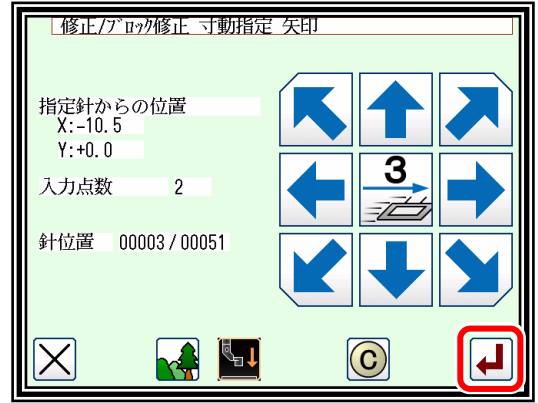 修正/ブロック修正 寸動指定 矢印
指定針からの位置
X:-10.5
Y:+0.0
3
入力点数 2
針位置 00003/00051
C